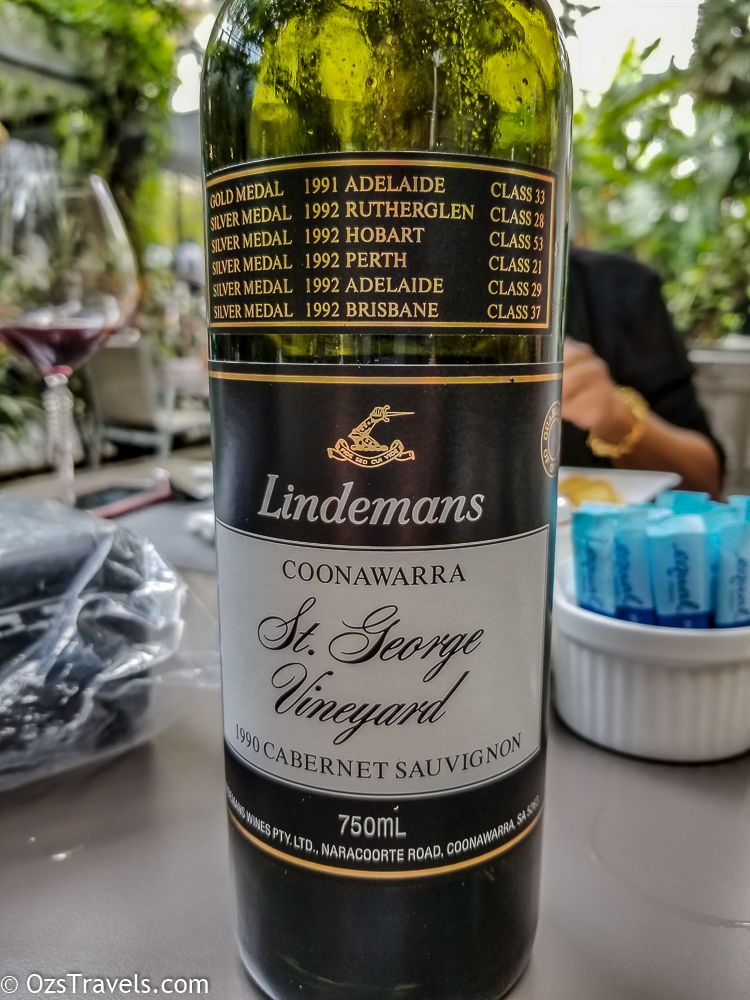 GOLD MEDAL 1991 ADELAIDE CLASS 33
SILVER MEDAL 1992 RUTHERGLEN CLASS 28
SILVER MEDAL 1992 HOBART CLASS 53
SILVER MEDAL 1992 PERTH CLASS 21
SILVER MEDAL 1992 ADELAIDE CLASS 29
SILVER MEDAL 1992 BRISBANE CLASS 37
Lindemans
COONAWARRA
St. George
Vineyard
1990 CABERNET SAUVIGNON
750mL
WINES PTY. LTD., NARACOORTE ROAD, COONAWARRA, SA 5263
equal
© OzsTravels.com